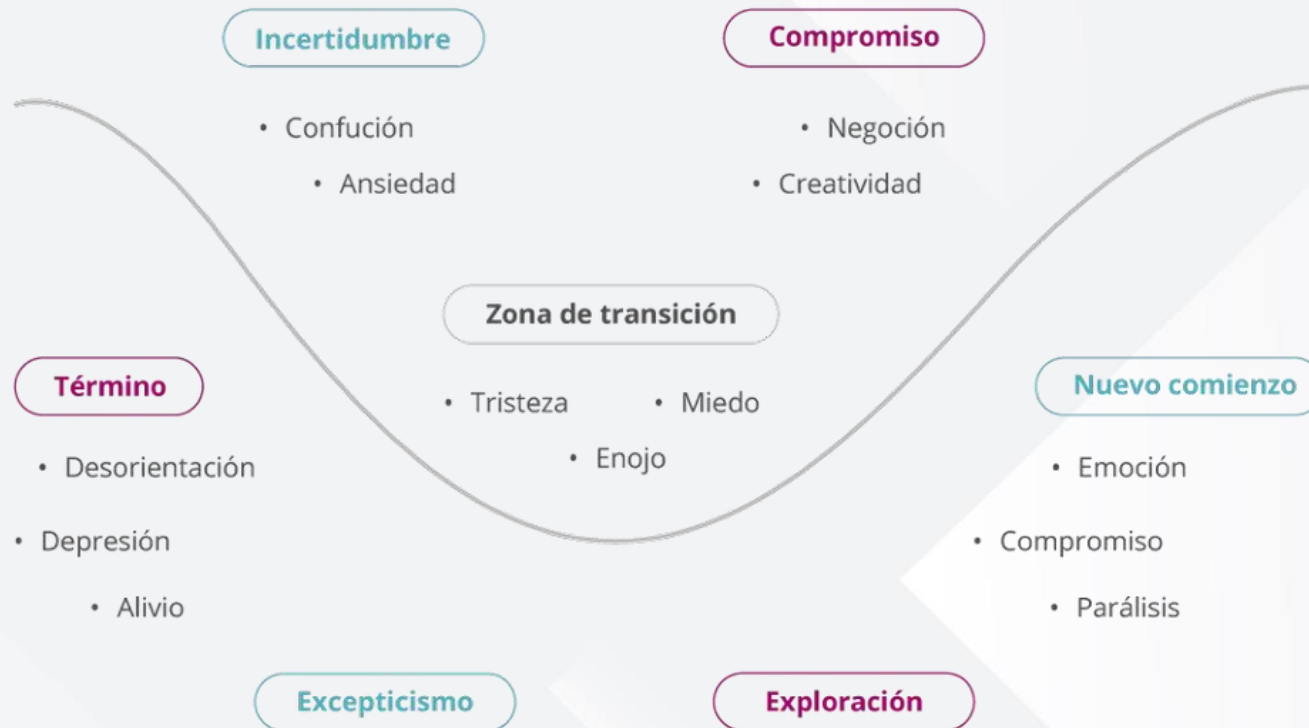 Incertidumbre
• Confución
• Ansiedad
Compromiso
• Negoción
• Creatividad
Zona de transición
• Tristeza • Miedo
• Enojo
Término
• Desorientación
• Depresión
• Alivio
Nuevo comienzo
• Emoción
• Compromiso
• Parálisis
Excepticismo
Exploración